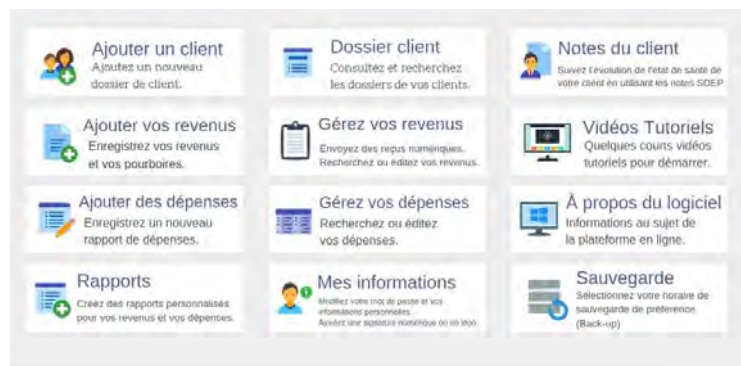 Ajouter un client
Ajoutez un nouveau
dossier de client.
Dossier client
Consultez et recherchez
les dossiers de vos clients.
Notes du client
Suivez l'évolution de l'état de santé de
votre client en utilisant les notes SOEP.
Ajouter vos revenus
Enregistrez vos revenus
et vos pourboires.
Gérez vos revenus
Envoyez des reçus numériques.
Recherchez ou éditez vos revenus.
Vidéos Tutoriels
Quelques courts vidéos
tutoriels pour démarrer.
Ajouter des dépenses
Enregistrez un nouveau
rapport de dépenses.
Gérez vos dépenses
Recherchez ou éditez
vos dépenses.
À propos du logiciel
Informations au sujet de
la plateforme en ligne.
Rapports
Créez des rapports personnalisés
pour vos revenus et vos dépenses.
Mes informations
Modifiez votre mot de passe et vos
informations personnelles.
Ajoutez une signature numérique ou un logo.
Sauvegarde
Sélectionnez votre horaire de
sauvegarde de préférence
(Back-up)